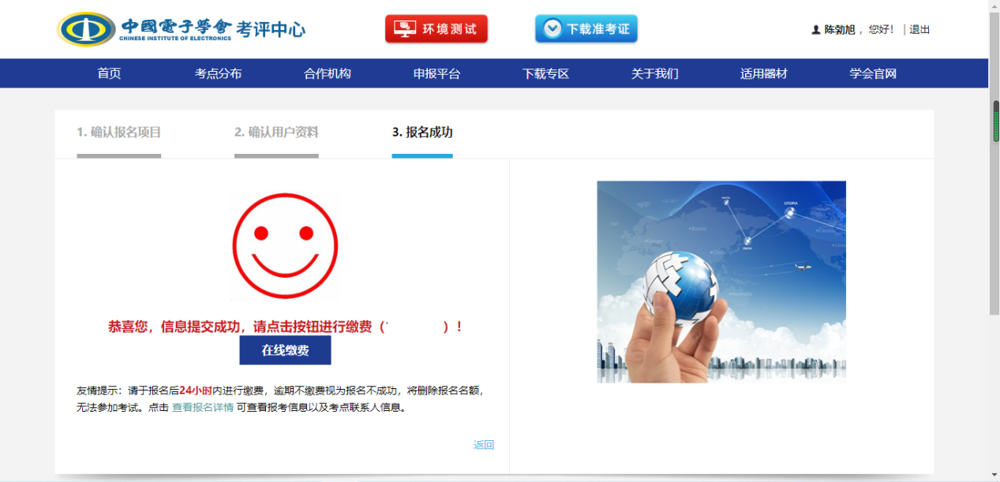 中國電子學會 考评中心
CHINESE INSTITUTE OF ELECTRONICS
环境测试
下载准考证
陈勃旭 ，您好! | 退出
首页 考点分布 合作机构 申报平台 下载专区 关于我们 适用器材 学会官网
1. 确认报名项目 2. 确认用户资料 3. 报名成功
UTOPIA
恭喜您，信息提交成功，请点击按钮进行缴费（ ）！
在线缴费
友情提示：请于报名后24小时内进行缴费，逾期不缴费视为报名不成功，将删除报名名额，
无法参加考试。点击 查看报名详情 可查看报考信息以及考点联系人信息。
返回